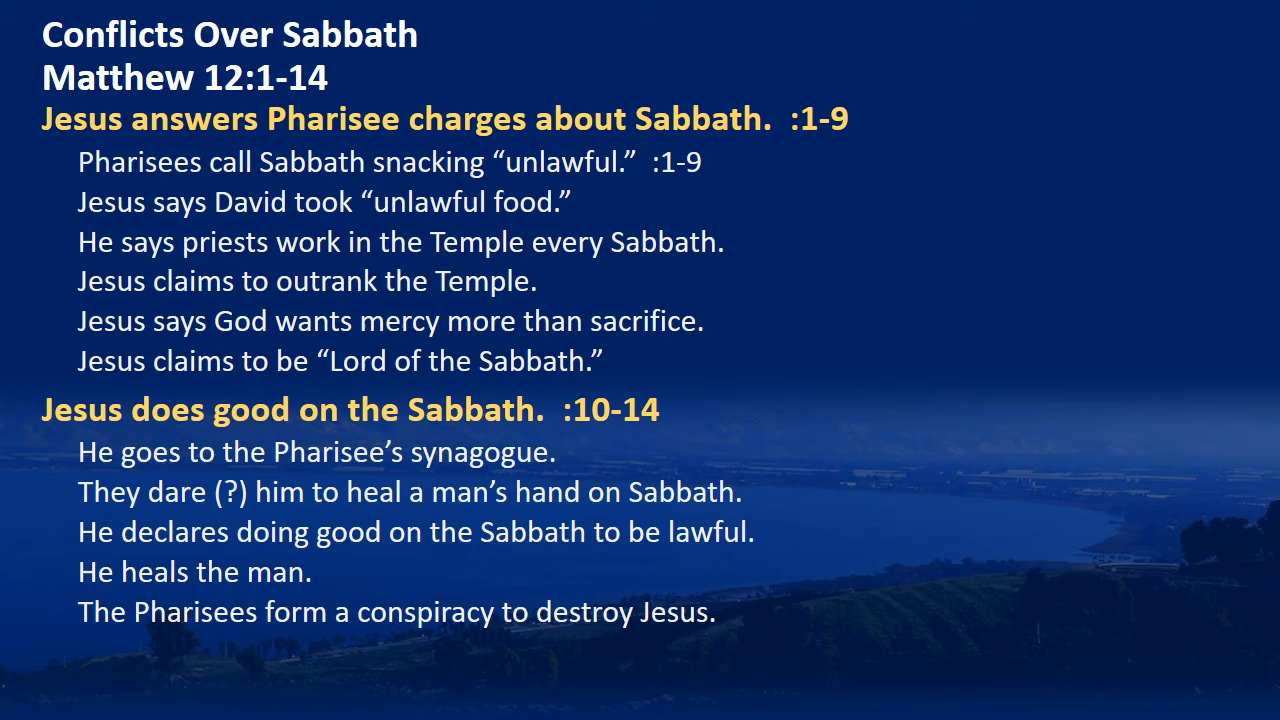 Conflicts Over Sabbath
Matthew 12:1-14
Jesus answers Pharisee charges about Sabbath.  :1-9
Pharisees call Sabbath snacking “unlawful.”  :1-9
Jesus says David took “unlawful food.”
He says priests work in the Temple every Sabbath.
Jesus claims to outrank the Temple.
Jesus says God wants mercy more than sacrifice.
Jesus claims to be “Lord of the Sabbath.”
Jesus does good on the Sabbath.  :10-14
He goes to the Pharisee’s synagogue.
They dare (?) him to heal a man’s hand on Sabbath.
He declares doing good on the Sabbath to be lawful.
He heals the man.
The Pharisees form a conspiracy to destroy Jesus.